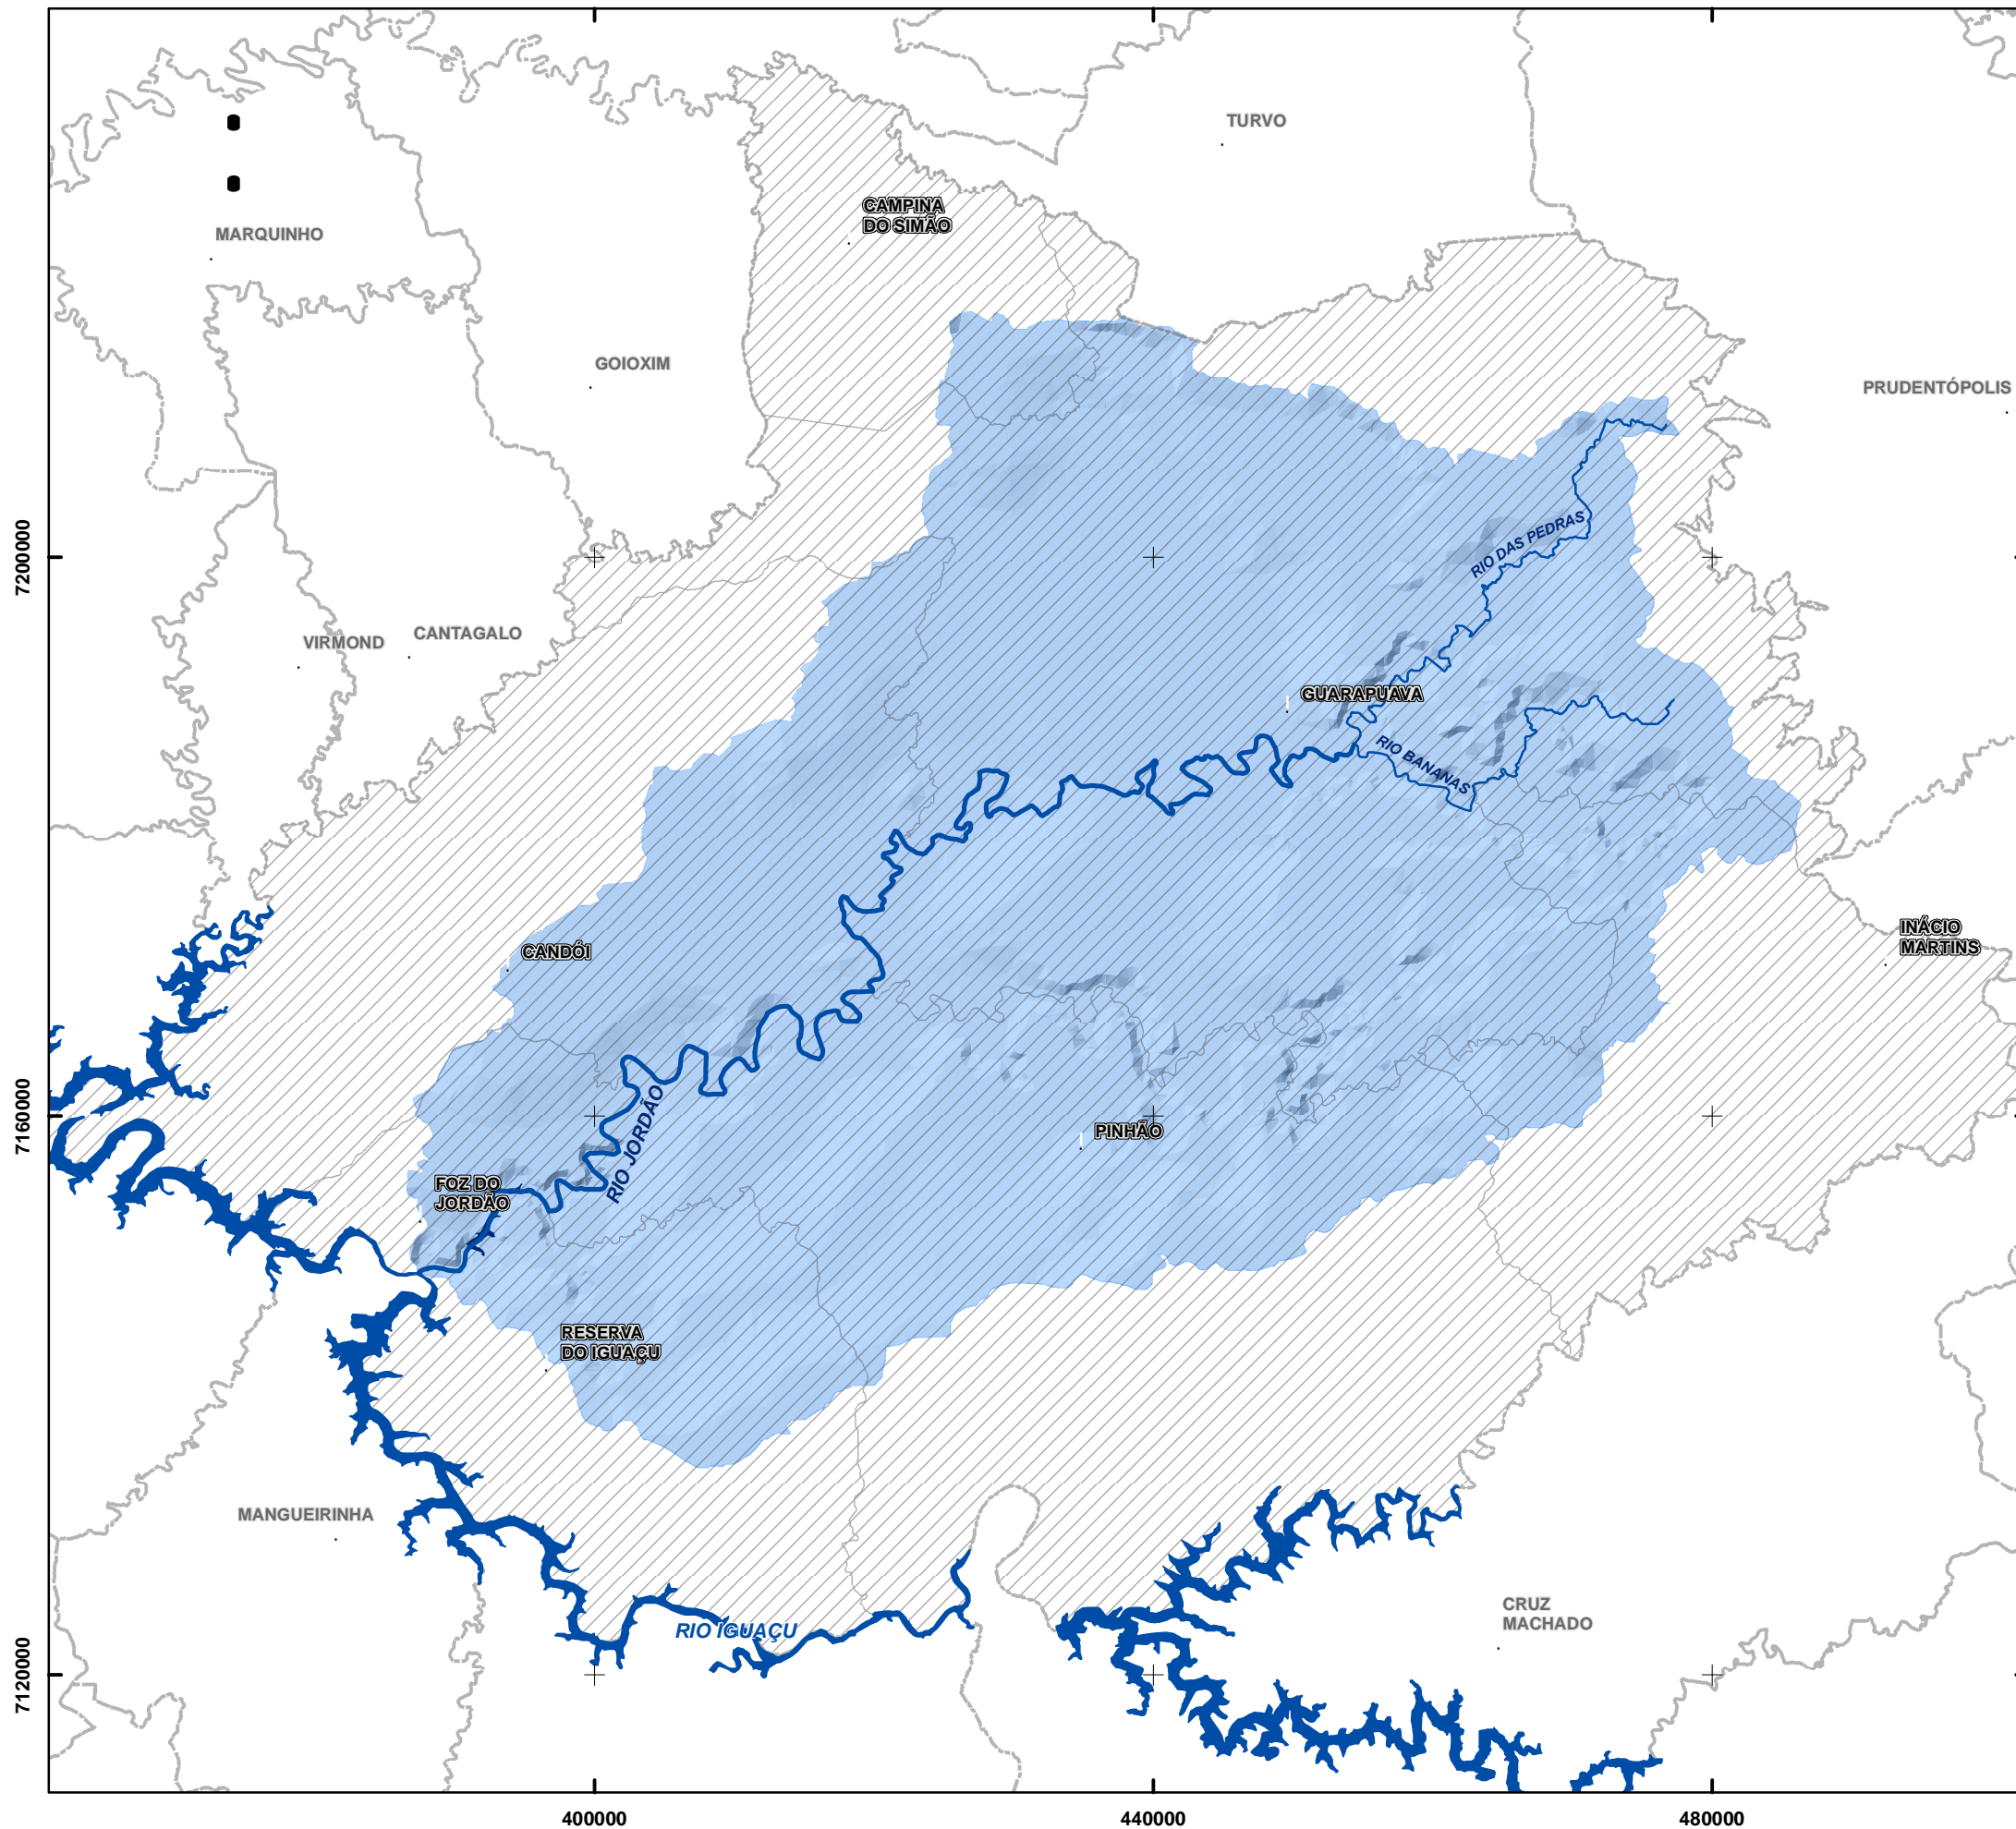 TURVO
CAMPINA
DO SIMÃO
MARQUINHO
GOIOXIM
PRUDENTÓPOLIS
7200000
RIO DAS PEDRAS
VIRMOND
CANTAGALO
GUARAPUAVA
RIO BANANAS
CANDÓI
INÁCIO
MARTINS
7160000
RIO JORDÃO
PINHÃO
FOZ DO
JORDÃO
RESERVA
DO IGUAÇU
MANGUEIRINHA
CRUZ
MACHADO
RIO IGUAÇU
7120000
400000
440000
480000